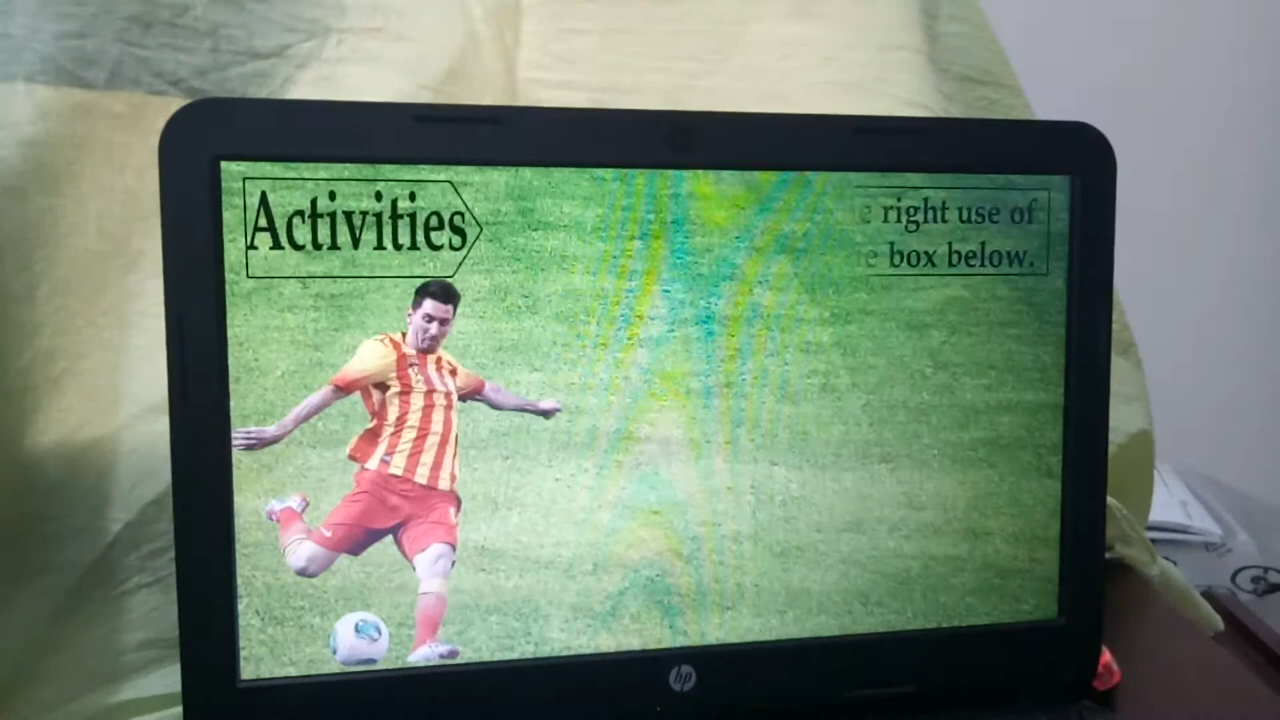 Activities
right use of
box below.
hp